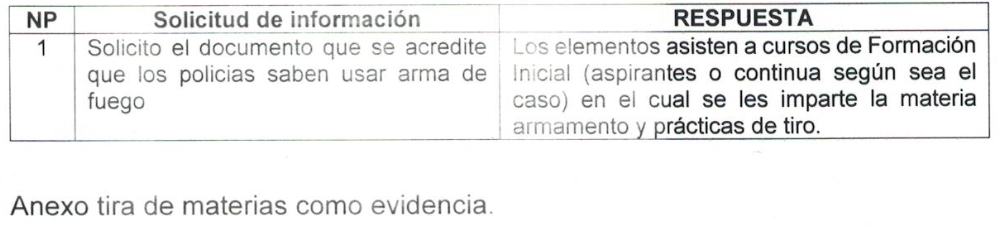 NP Solicitud de información RESPUESTA
1 Solicito el documento que se acredite Los elementos asisten a cursos de Formación
que los policias saben usar arma de Inicial (aspirantes o continua según sea el
fuego caso) en el cual se les imparte la materia
armamento y prácticas de tiro.
Anexo tira de materias como evidencia.